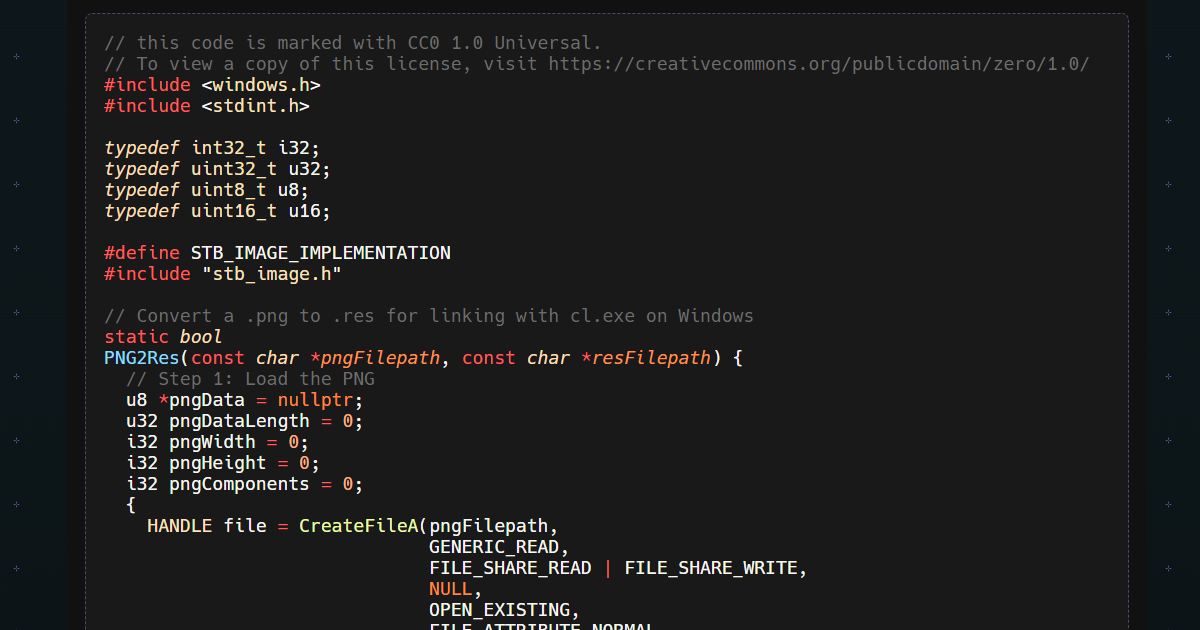 // this code is marked with CC0 1.0 Universal.
// To view a copy of this license, visit https://creativecommons.org/publicdomain/zero/1.0/
#include <windows.h>
#include <stdint.h>

typedef int32_t i32;
typedef uint32_t u32;
typedef uint8_t u8;
typedef uint16_t u16;

#define STB_IMAGE_IMPLEMENTATION
#include "stb_image.h"

// Convert a .png to .res for linking with cl.exe on Windows
static bool
PNG2Res(const char *pngFilepath, const char *resFilepath) {
  // Step 1: Load the PNG
  u8 *pngData = nullptr;
  u32 pngDataLength = 0;
  i32 pngWidth = 0;
  i32 pngHeight = 0;
  i32 pngComponents = 0;
  {
    HANDLE file = CreateFileA(pngFilepath,
                              GENERIC_READ,
                              FILE_SHARE_READ | FILE_SHARE_WRITE,
                              NULL,
                              OPEN_EXISTING,
                              FILE_ATTRIBUTE_NORMAL